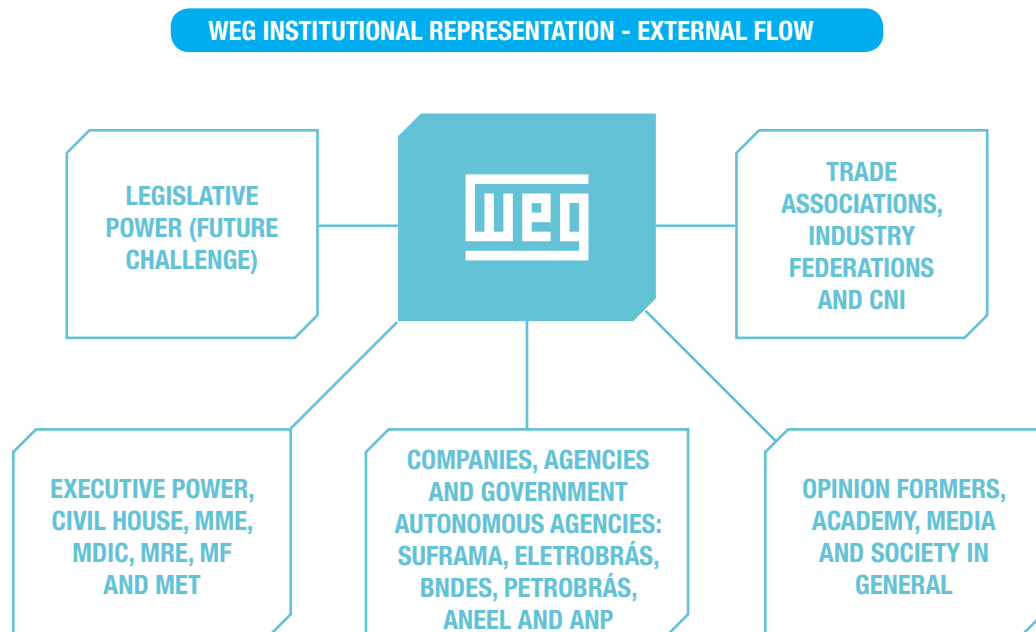 WEG INSTITUTIONAL REPRESENTATION - EXTERNAL FLOW
LEGISLATIVE
POWER (FUTURE
CHALLENGE)
weg
TRADE
ASSOCIATIONS,
INDUSTRY
FEDERATIONS
AND CNI
EXECUTIVE POWER,
CIVIL HOUSE, MME,
MDIC, MRE, MF
AND MET
COMPANIES, AGENCIES
AND GOVERNMENT
AUTONOMOUS AGENCIES:
SUFRAMA, ELETROBRÁS,
BNDES, PETROBRÁS,
ANEEL AND ANP
OPINION FORMERS,
ACADEMY, MEDIA
AND SOCIETY IN
GENERAL